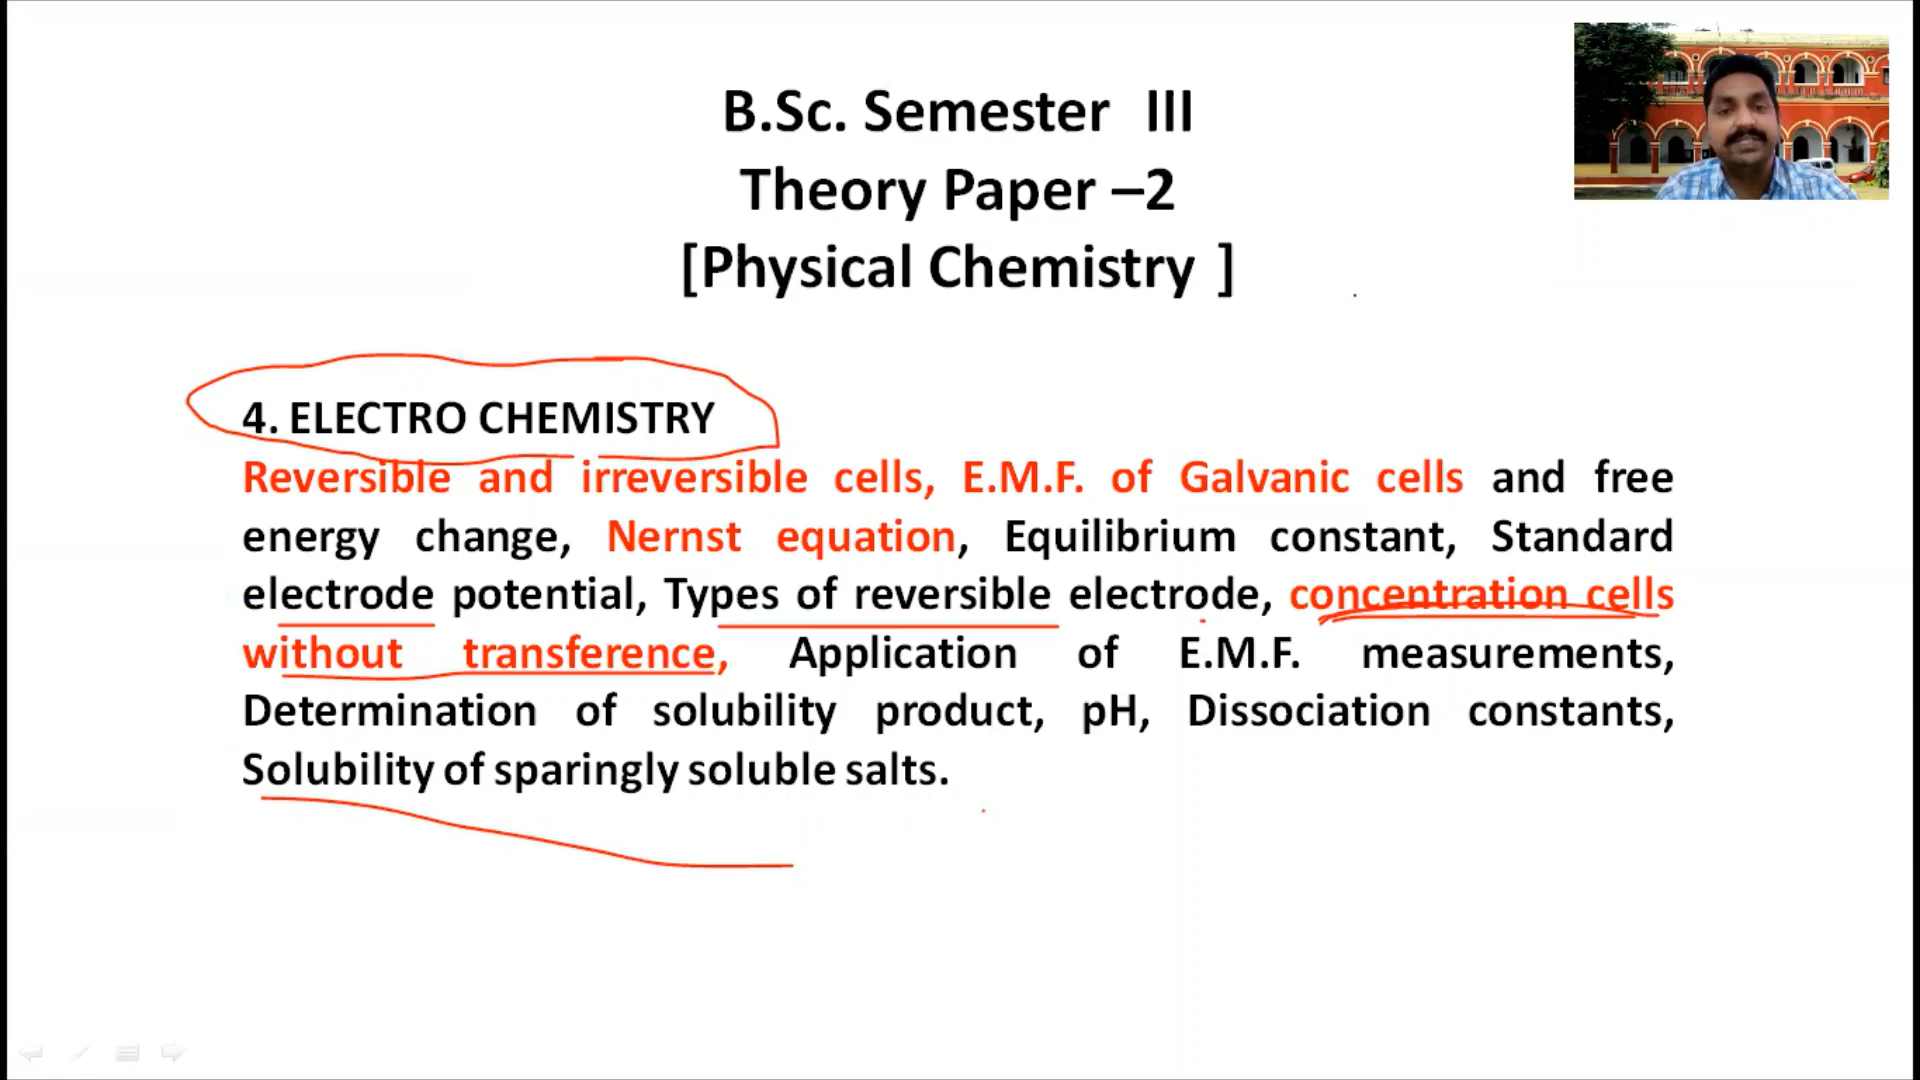 B.Sc. Semester III
Theory Paper –2
[Physical Chemistry ]
4. ELECTRO CHEMISTRY
Reversible and irreversible cells, E.M.F. of Galvanic cells and free
energy change, Nernst equation, Equilibrium constant, Standard
electrode potential, Types of reversible electrode, concentration cells
without transference, Application of E.M.F. measurements,
Determination of solubility product, pH, Dissociation constants,
Solubility of sparingly soluble salts.